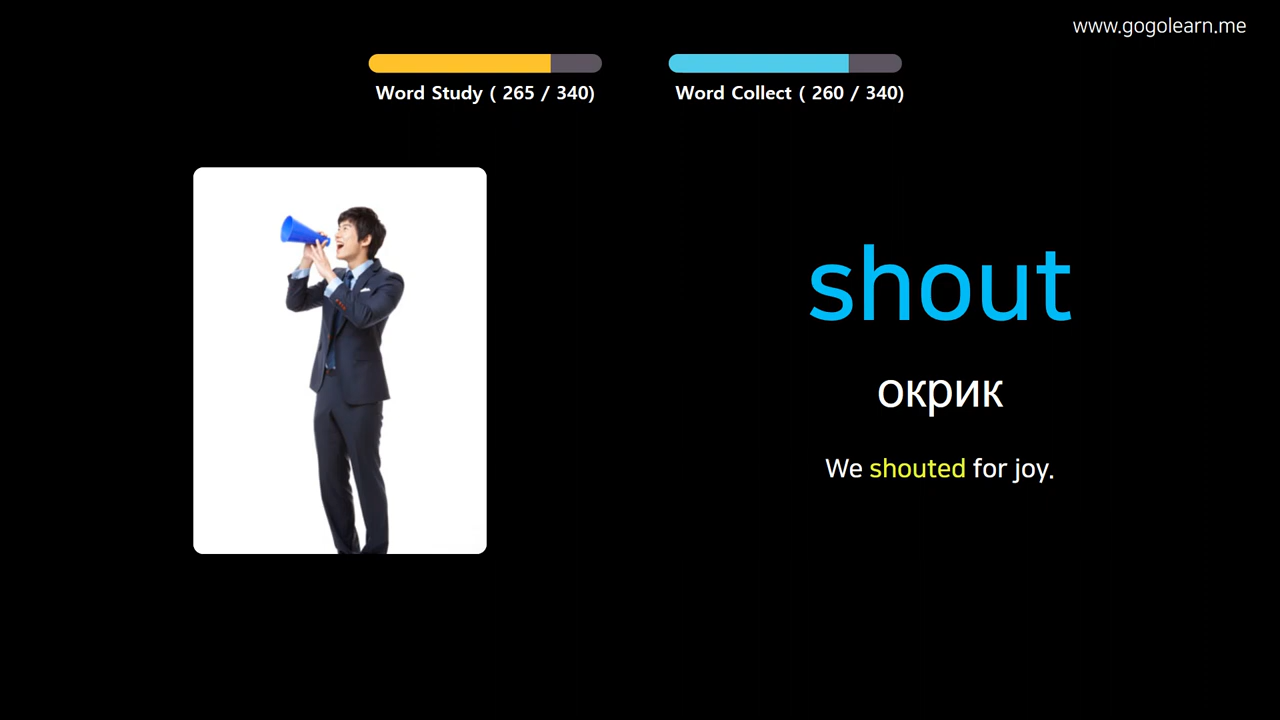 www.gogolearn.me
Word Study ( 265 / 340)
Word Collect ( 260 / 340)
shout
окрик
We shouted for joy.